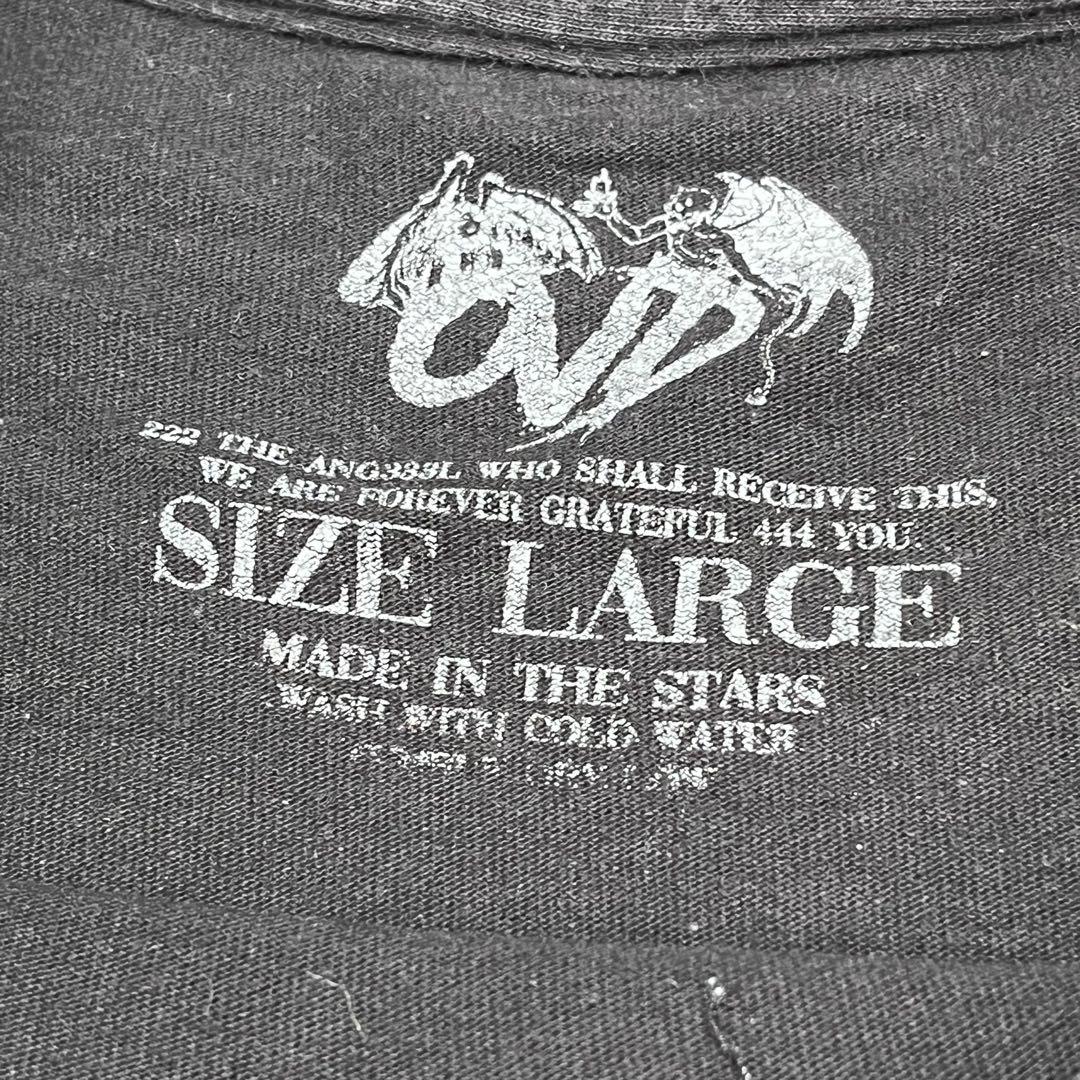 OVD
222 THE ANG333L WHO SHALL RECEIVE THIS,
WE ARE FOREVER GRATEFUL 444 YOU.
SIZE LARGE
MADE IN THE STARS
WASH WITH COLD WATER